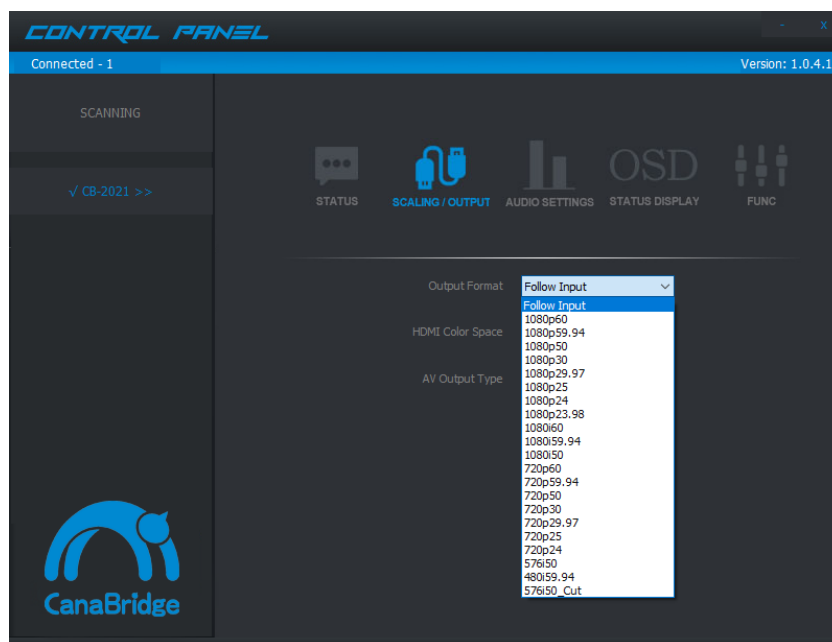 CONTROL PANEL
- x
Connected - 1
Version: 1.0.4.1
SCANNING
√ CB-2021 >>
STATUS
SCALING / OUTPUT
AUDIO SETTINGS
OSD
STATUS DISPLAY
FUNC
Output Format
Follow Input
Follow Input
1080p60
1080p59.94
1080p50
1080p30
1080p29.97
1080p25
1080p24
1080p23.98
1080i60
1080i59.94
1080i50
720p60
720p59.94
720p50
720p30
720p29.97
720p25
720p24
576i50
480i59.94
576i50_Cut
HDMI Color Space
AV Output Type
CanaBridge